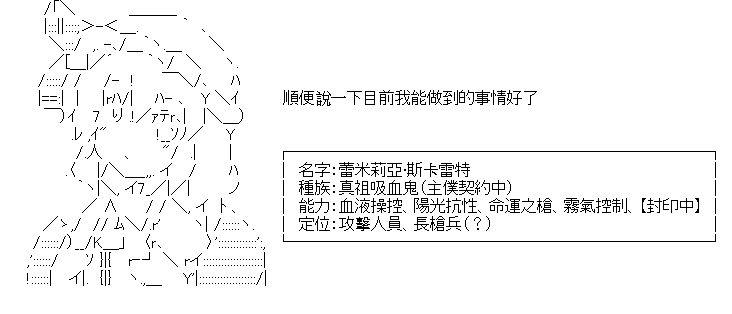 順便說一下目前我能做到的事情好了
名字：蕾米莉亞·斯卡雷特
種族：真祖吸血鬼（主僕契約中）
能力：血液操控、陽光抗性、命運之槍、霧氣控制、【封印中】
定位：攻擊人員、長槍兵（？）